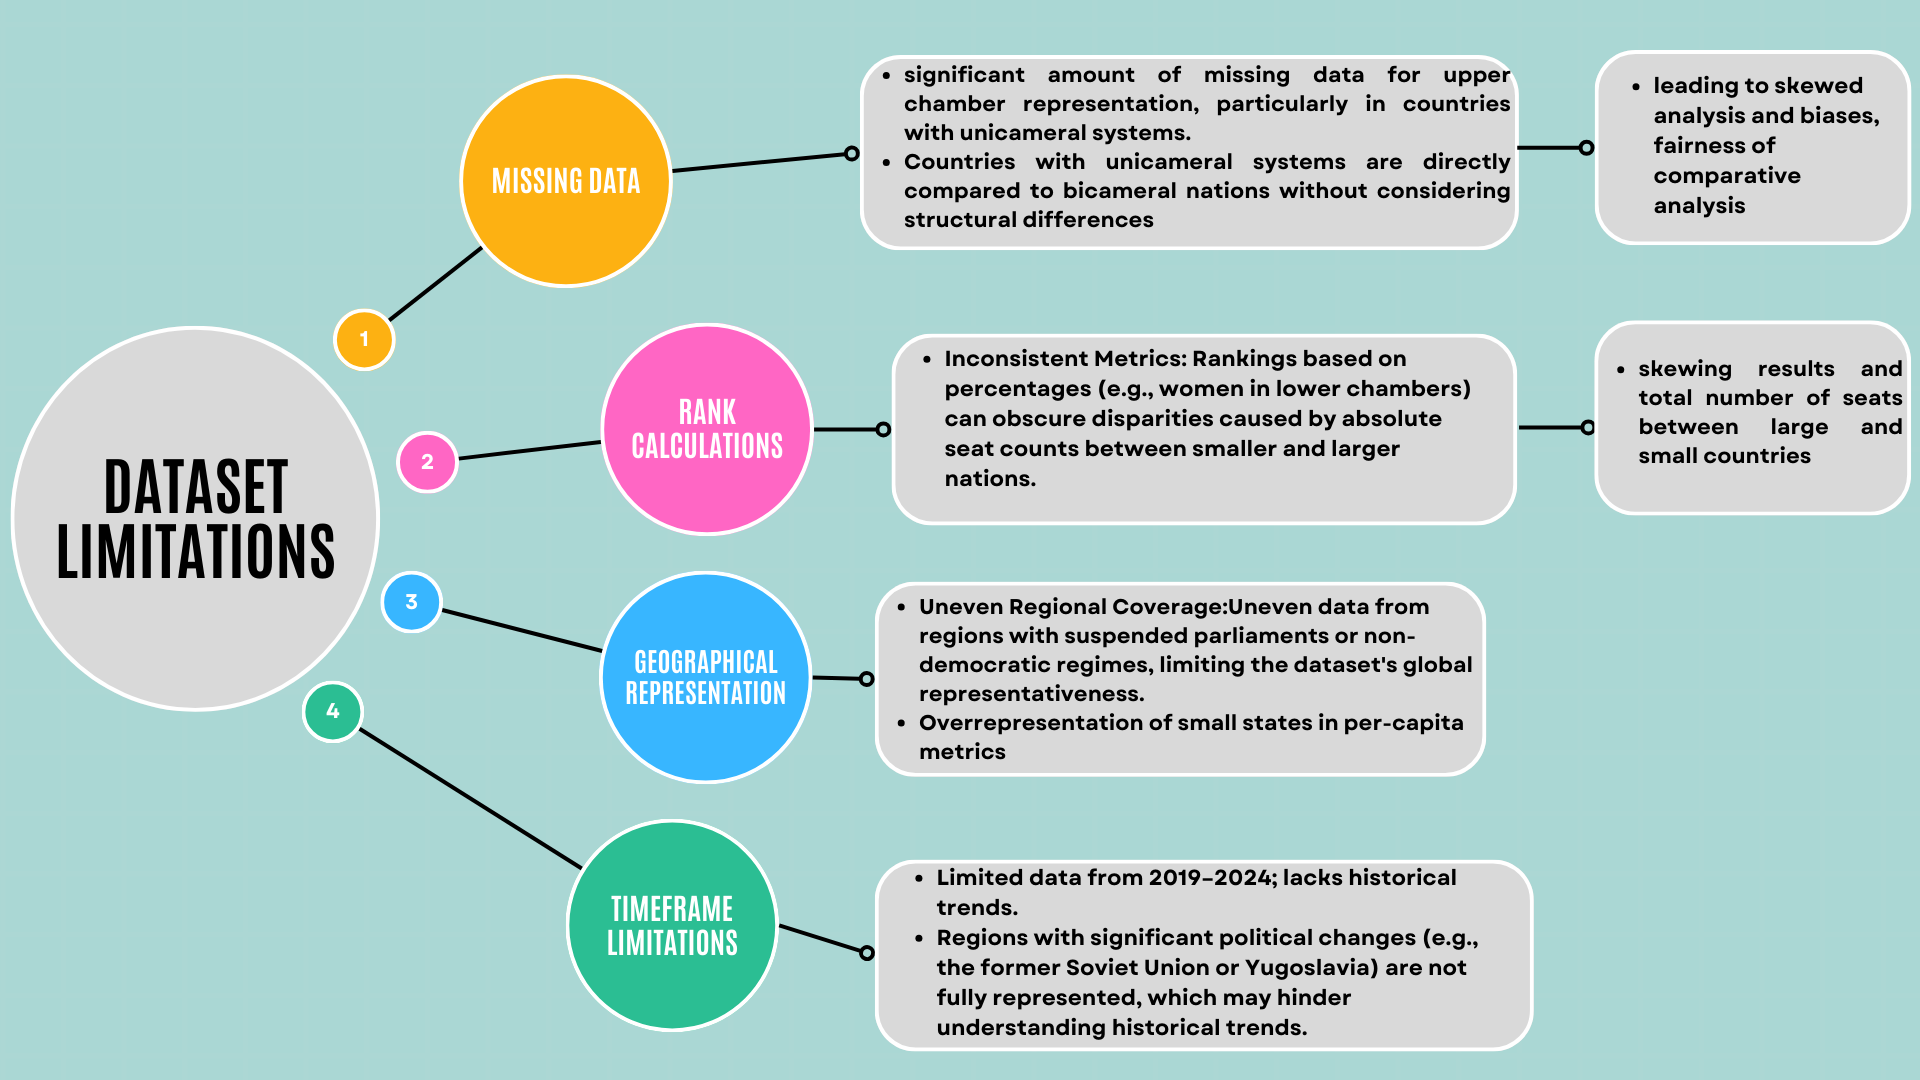 DATASET
LIMITATIONS
1
MISSING DATA
• significant amount of missing data for upper
chamber representation, particularly in countries
with unicameral systems.
• Countries with unicameral systems are directly
compared to bicameral nations without considering
structural differences
• leading to skewed
analysis and biases,
fairness of
comparative
analysis
2
RANK
CALCULATIONS
• Inconsistent Metrics: Rankings based on
percentages (e.g., women in lower chambers)
can obscure disparities caused by absolute
seat counts between smaller and larger
nations.
• skewing results and
total number of seats
between large and
small countries
3
GEOGRAPHICAL
REPRESENTATION
• Uneven Regional Coverage:Uneven data from
regions with suspended parliaments or non-
democratic regimes, limiting the dataset's global
representativeness.
• Overrepresentation of small states in per-capita
metrics
4
TIMEFRAME
LIMITATIONS
• Limited data from 2019–2024; lacks historical
trends.
• Regions with significant political changes (e.g.,
the former Soviet Union or Yugoslavia) are not
fully represented, which may hinder
understanding historical trends.